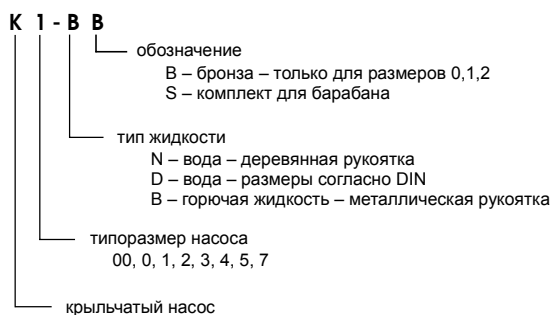 K 1 - B B
обозначение
B – бронза – только для размеров 0,1,2
S – комплект для барабана
тип жидкости
N – вода – деревянная рукоятка
D – вода – размеры согласно DIN
B – горючая жидкость – металлическая рукоятка
типоразмер насоса
00, 0, 1, 2, 3, 4, 5, 7
крыльчатый насос